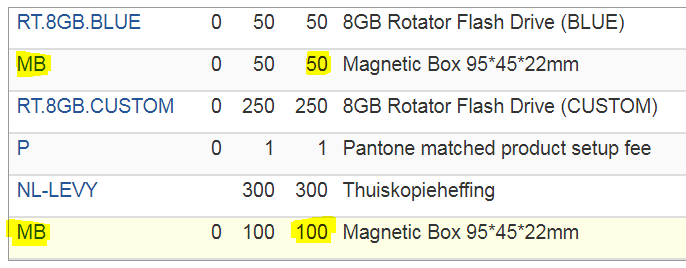 RT.8GB.BLUE 0 50 50 8GB Rotator Flash Drive (BLUE)
MB 0 50 50 Magnetic Box 95*45*22mm
RT.8GB.CUSTOM 0 250 250 8GB Rotator Flash Drive (CUSTOM)
P 0 1 1 Pantone matched product setup fee
NL-LEVY 300 300 Thuiskopieheffing
MB 0 100 100 Magnetic Box 95*45*22mm